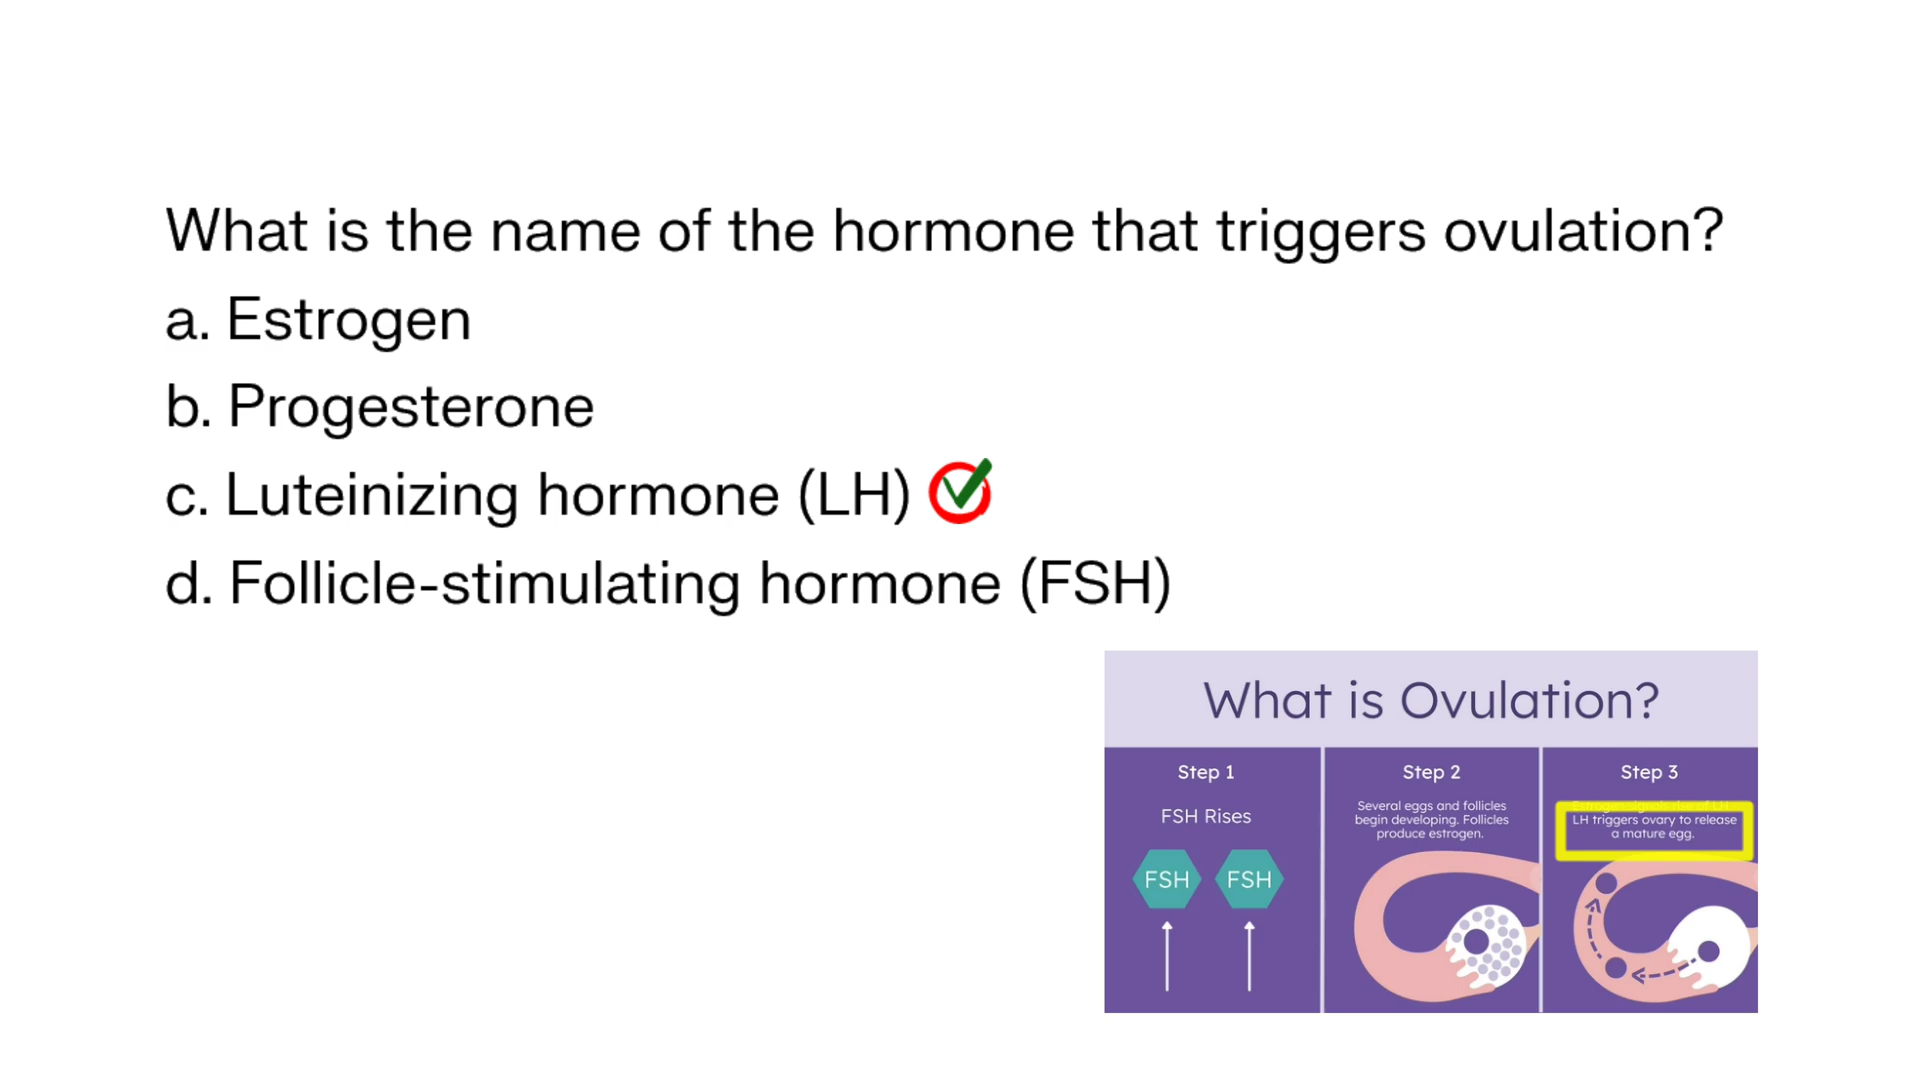 What is the name of the hormone that triggers ovulation?
a. Estrogen
b. Progesterone
c. Luteinizing hormone (LH)
d. Follicle-stimulating hormone (FSH)
What is Ovulation?
Step 1
FSH Rises
FSH FSH
Step 2
Several eggs and follicles
begin developing. Follicles
produce estrogen.
Step 3
LH triggers ovary to release
a mature egg.